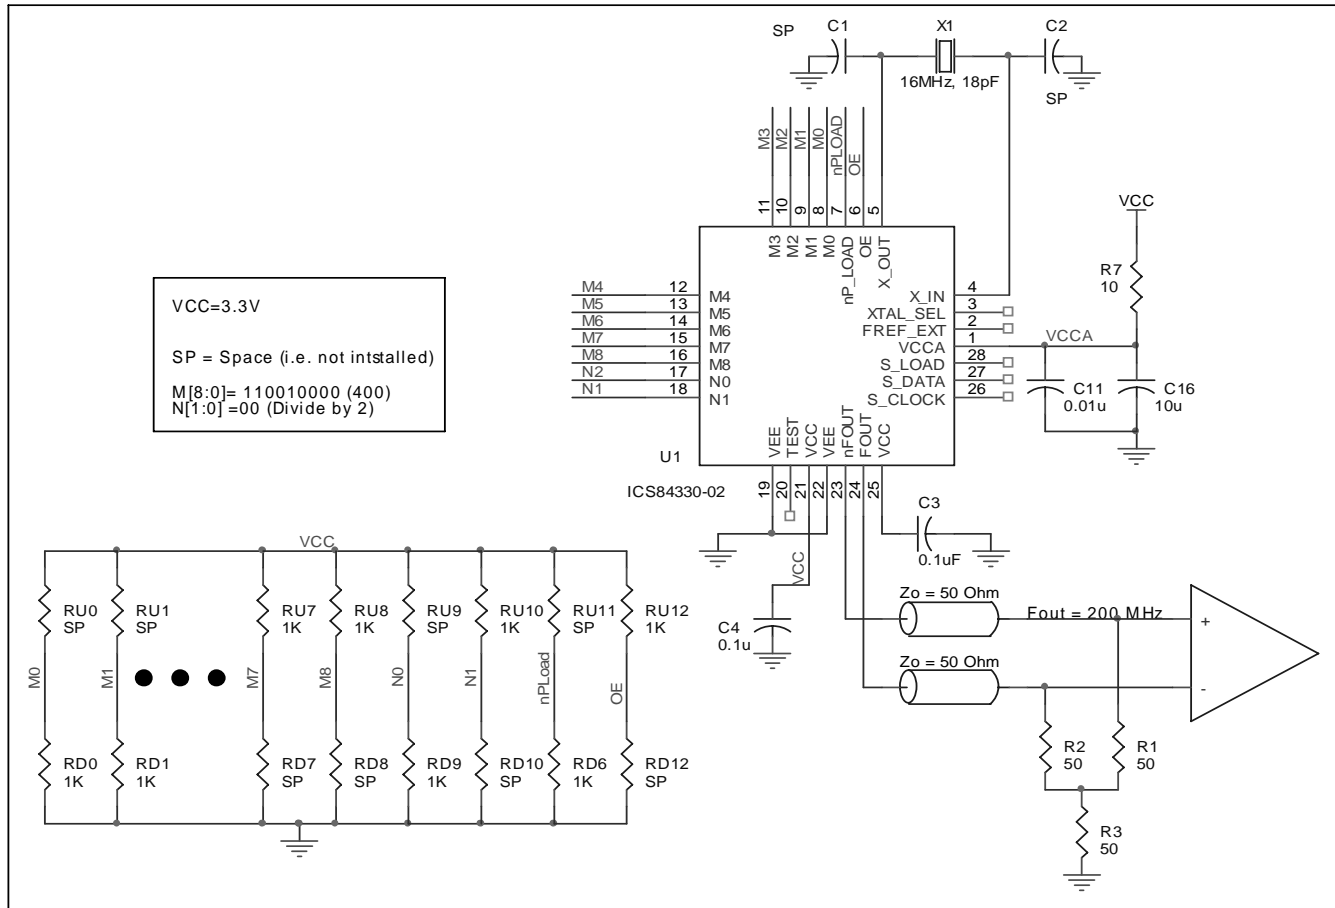 SP
C1
X1
C2
16MHz, 18pF
SP
M3
M2
M1
M0
nPLOAD
OE
11
10
9
8
7
6
5
M3
M2
M1
M0
nP_LOAD
OE
X_OUT
VCC
R7
10
VCCA
VCC=3.3V
SP = Space (i.e. not intstalled)
M[8:0]= 110010000 (400)
N[1:0] =00 (Divide by 2)
M4 12 M4
M5 13 M5
M6 14 M6
M7 15 M7
M8 16 M8
N2 17 N0
N1 18 N1
X_IN 4
XTAL_SEL 3
FREF_EXT 2
VCCA 1
S_LOAD 28
S_DATA 27
S_CLOCK 26
C11
0.01u
C16
10u
VEE
TEST
VCC
VEE
nFOUT
FOUT
VCC
U1
ICS84330-02
19
20
21
22
23
24
25
C3
0.1uF
VCC
C4
0.1u
Zo = 50 Ohm
Fout = 200 MHz
Zo = 50 Ohm
+
-
R2
50
R1
50
R3
50
VCC
RU0
SP
RU1
SP
RU7
1K
RU8
1K
RU9
SP
RU10
1K
RU11
SP
RU12
1K
M0
M1
M7
M8
N0
N1
nPLoad
OE
RD0
1K
RD1
1K
RD7
SP
RD8
SP
RD9
1K
RD10
SP
RD6
1K
RD12
SP